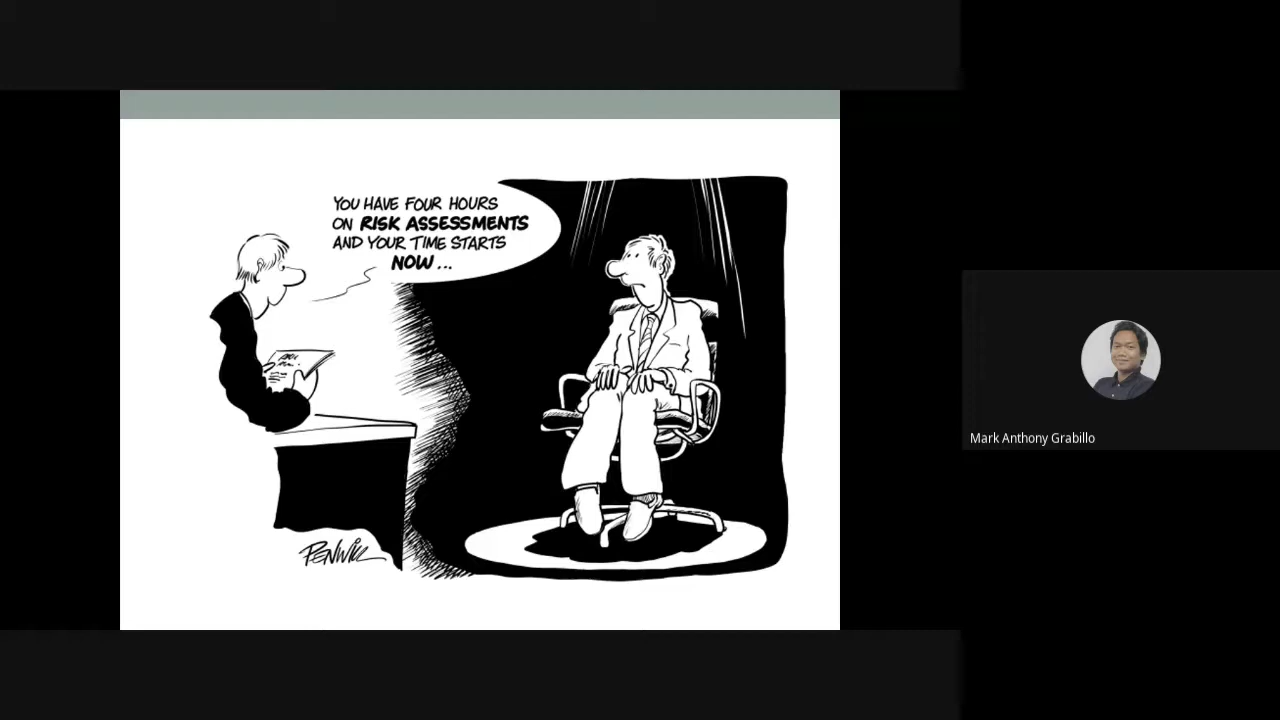 YOU HAVE FOUR HOURS
ON RISK ASSESSMENTS
AND YOUR TIME STARTS
NOW...
PENWILL
Mark Anthony Grabillo